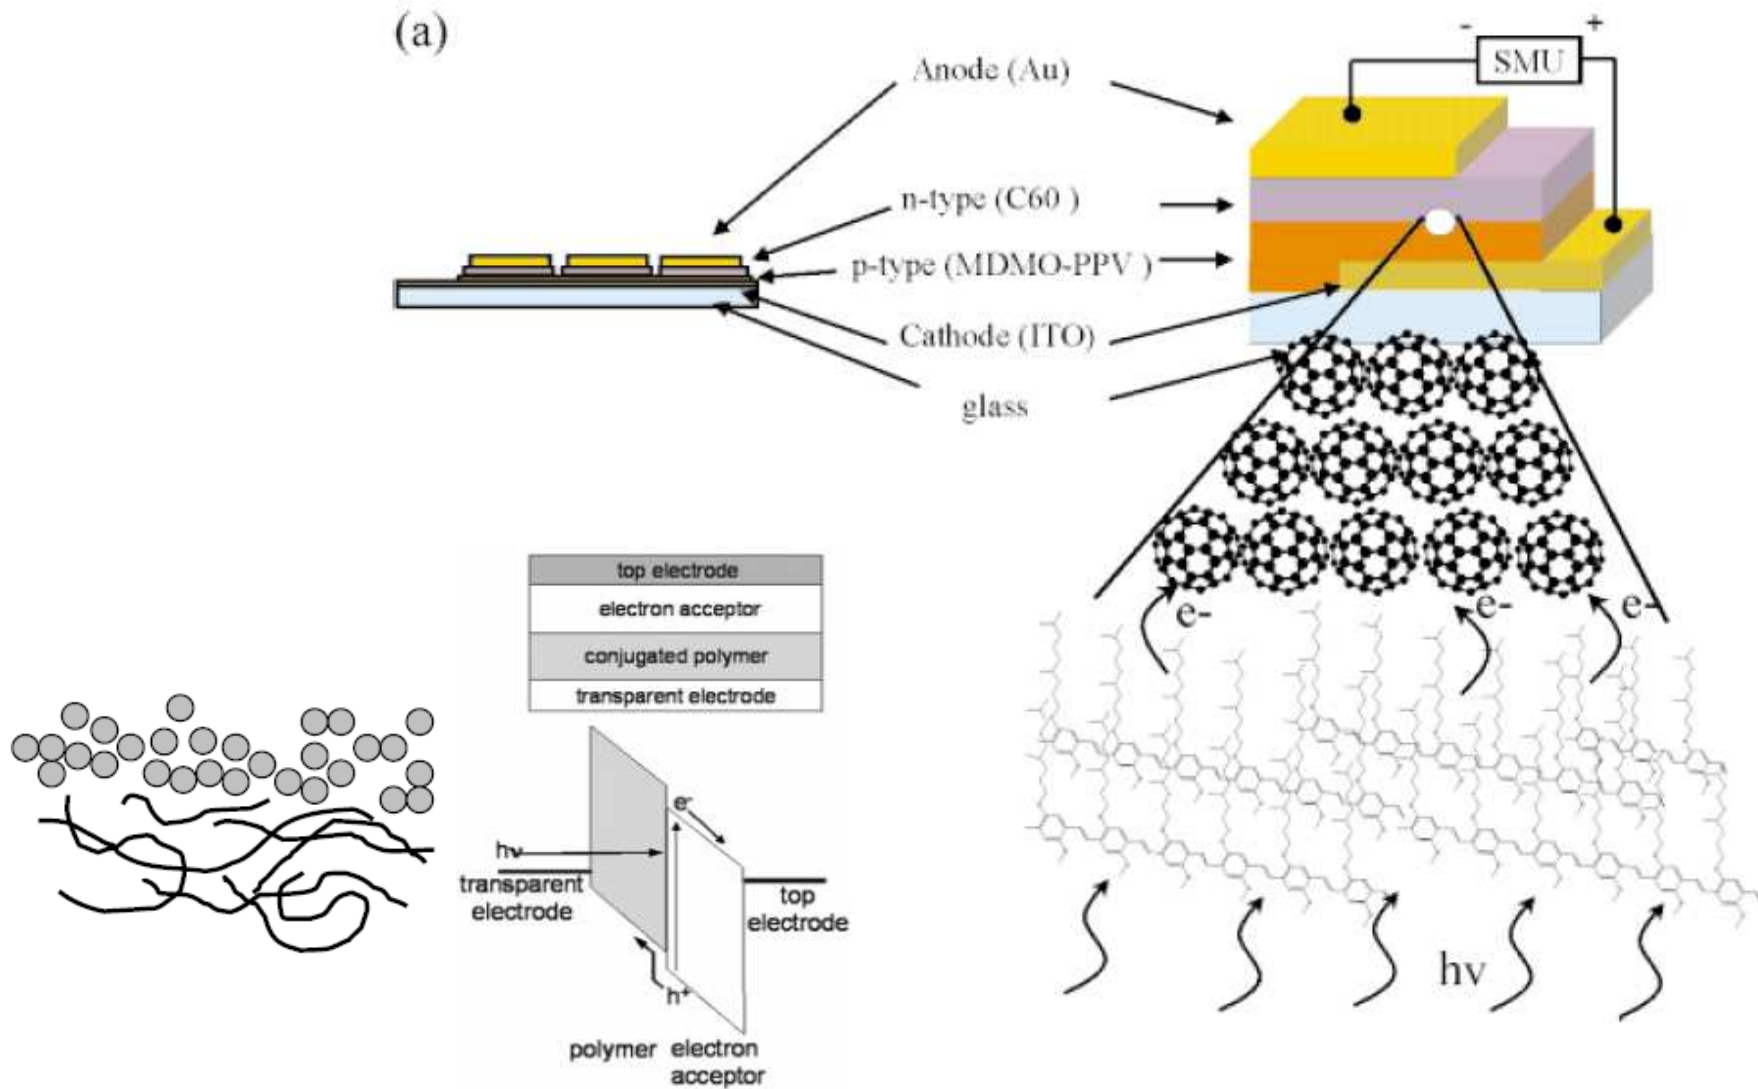 (a)
- +
SMU
Anode (Au)
n-type (C60 )
p-type (MDMO-PPV )
Cathode (ITO)
glass
e- e- e-
hν
top electrode
electron acceptor
conjugated polymer
transparent electrode
e-
hν
transparent
electrode
top
electrode
h+
polymer electron
acceptor